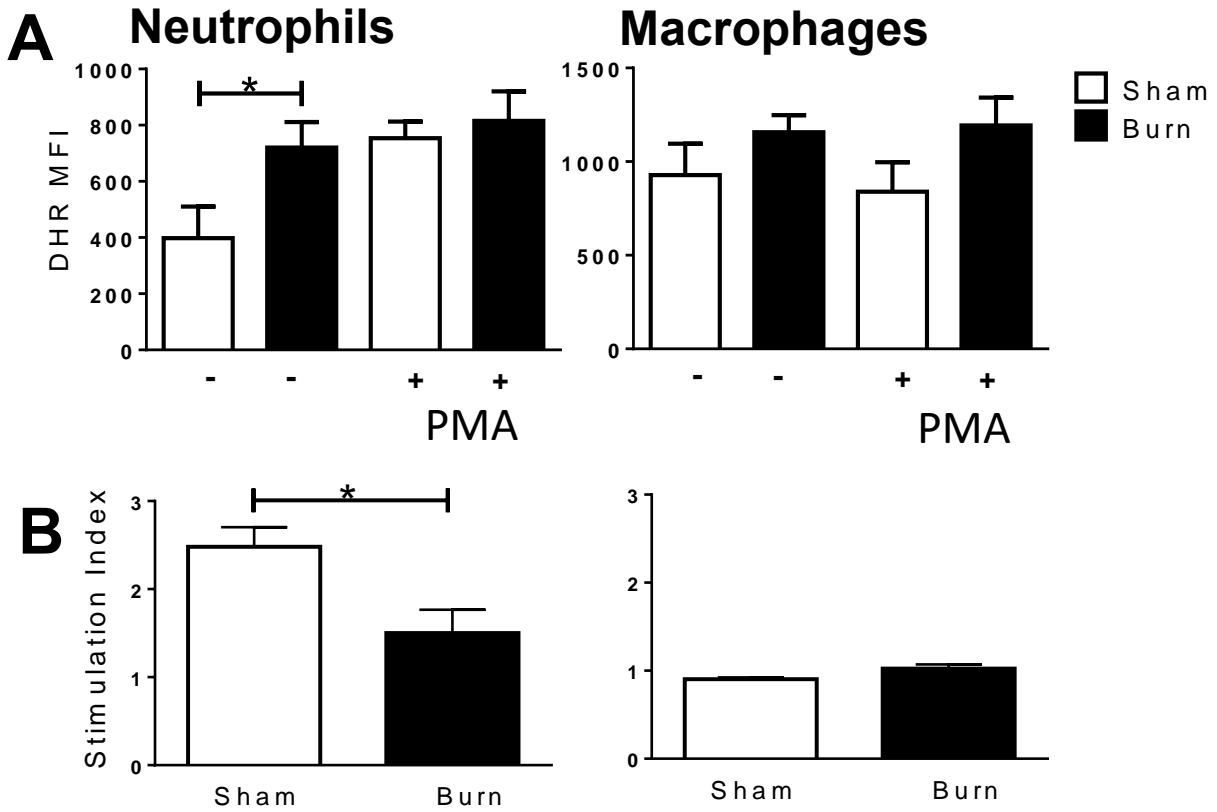 A
Neutrophils
Macrophages
DHR MFI
1000
800
600
400
200
0
*
- - + +
PMA
1500
1000
500
0
- - + +
PMA
Sham
Burn
B
Stimulation Index
3
2
1
0
*
Sham Burn
3
2
1
0
Sham Burn